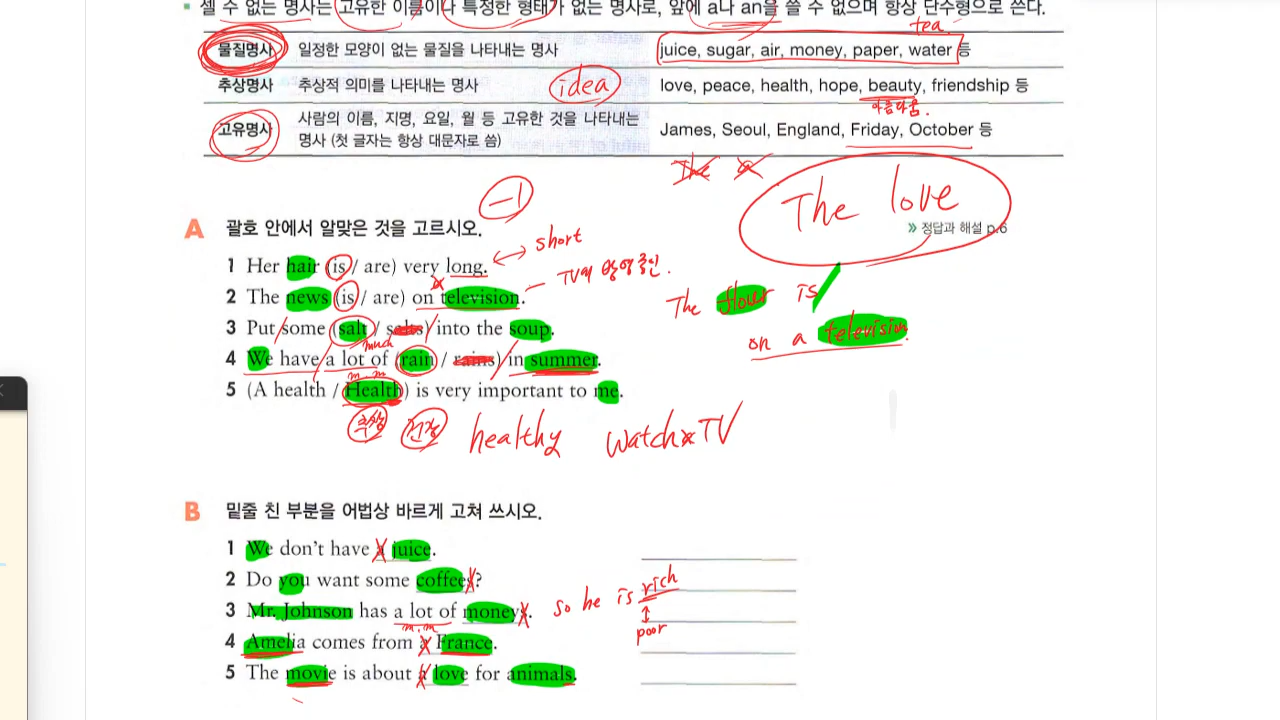 ▪ 셀 수 없는 명사는 고유한 이름이나 특정한 형태가 없는 명사로, 앞에 a나 an을 쓸 수 없으며 항상 단수형으로 쓴다.
tea
물질명사 일정한 모양이 없는 물질을 나타내는 명사 juice, sugar, air, money, paper, water 등
추상명사 추상적 의미를 나타내는 명사 idea love, peace, health, hope, beauty, friendship 등
아름다움.
고유명사 사람의 이름, 지명, 요일, 월 등 고유한 것을 나타내는
명사 (첫 글자는 항상 대문자로 씀) James, Seoul, England, Friday, October 등
The a
The love
-1
A 괄호 안에서 알맞은 것을 고르시오. » 정답과 해설 p.6
1 Her hair (is / are) very long. ↔ short
2 The news (is / are) on television. – TV에 방영중인.
The flower is
on a television.
3 Put some (salt / salts) into the soup.
much
4 We have a lot of (rain / rains) in summer.
m m
5 (A health / Health) is very important to me.
추상 건강 healthy watch TV
B 밑줄 친 부분을 어법상 바르게 고쳐 쓰시오.
1 We don't have a juice.
2 Do you want some coffees?
3 Mr. Johnson has a lot of moneys. so he is rich
m.m ↕
poor
4 Amelia comes from a France.
5 The movie is about a love for animals.